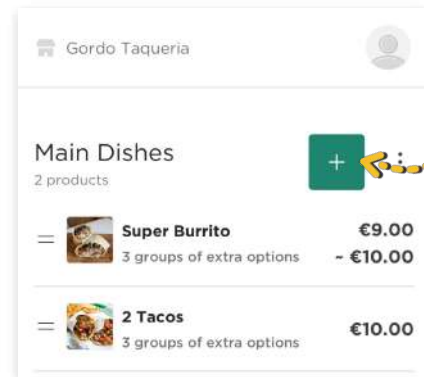 Gordo Taqueria
Main Dishes
2 products
+
Super Burrito
€9.00
3 groups of extra options
~ €10.00
2 Tacos
€10.00
3 groups of extra options